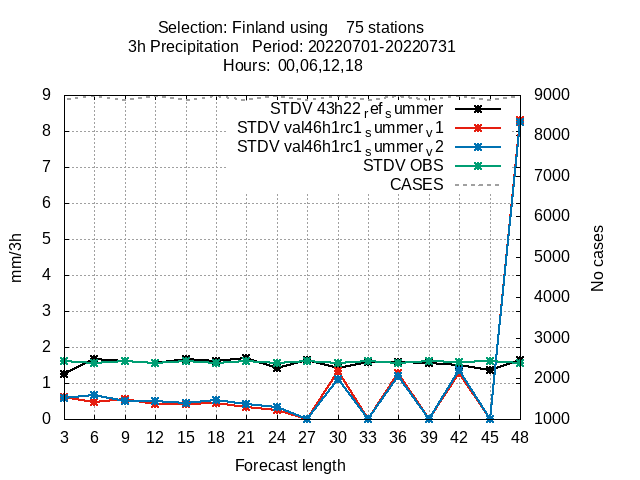 Selection: Finland using    75 stations
3h Precipitation   Period: 20220701-20220731
Hours:  00,06,12,18
9 9000
STDV 43h22refsummer
STDV val46h1rc1summerv1
8 8000
STDV val46h1rc1summerv2
STDV OBS
7 7000
CASES
6 6000
5 5000
mm/3h
No cases
4 4000
3 3000
2 2000
1
0 1000
3 6 9 12 15 18 21 24 27 30 33 36 39 42 45 48
Forecast length